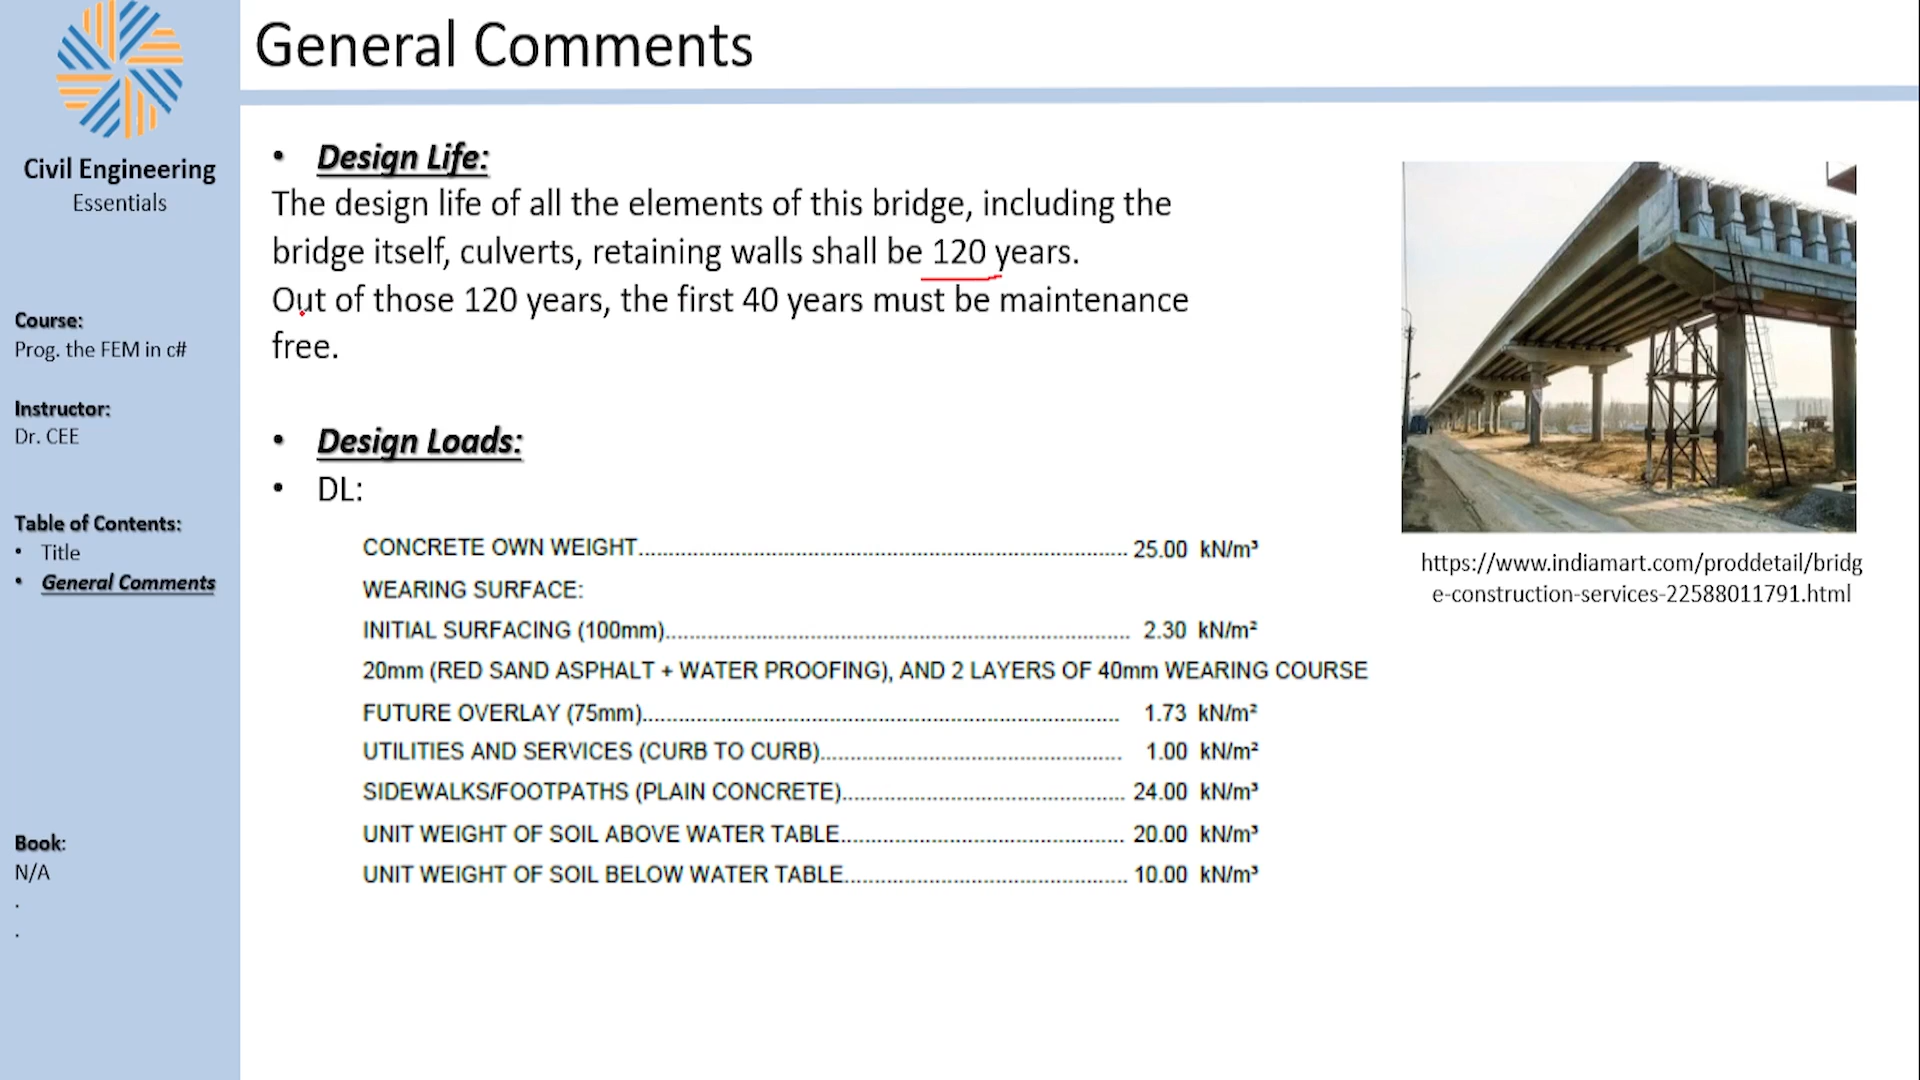 General Comments
Civil Engineering
Essentials
Course:
Prog. the FEM in c#
Instructor:
Dr. CEE
Table of Contents:
• Title
• General Comments
Book:
N/A
.
.
• Design Life:
The design life of all the elements of this bridge, including the
bridge itself, culverts, retaining walls shall be 120 years.
Out of those 120 years, the first 40 years must be maintenance
free.
• Design Loads:
• DL:
CONCRETE OWN WEIGHT........................................ 25.00 kN/m³
WEARING SURFACE:
INITIAL SURFACING (100mm)........................................ 2.30 kN/m²
20mm (RED SAND ASPHALT + WATER PROOFING), AND 2 LAYERS OF 40mm WEARING COURSE
FUTURE OVERLAY (75mm)........................................ 1.73 kN/m²
UTILITIES AND SERVICES (CURB TO CURB)........................................ 1.00 kN/m²
SIDEWALKS/FOOTPATHS (PLAIN CONCRETE)........................................ 24.00 kN/m³
UNIT WEIGHT OF SOIL ABOVE WATER TABLE........................................ 20.00 kN/m³
UNIT WEIGHT OF SOIL BELOW WATER TABLE........................................ 10.00 kN/m³
https://www.indiamart.com/proddetail/bridg
e-construction-services-22588011791.html